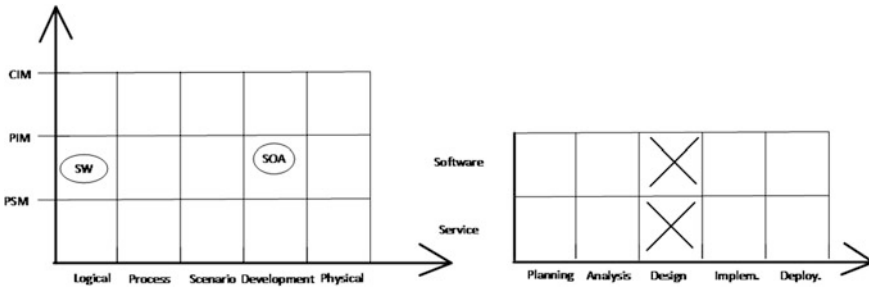 CIM
PIM
PSM
SW
SOA
Logical Process Scenario Development Physical
Software
Service
Planning Analysis Design Implem. Deploy.